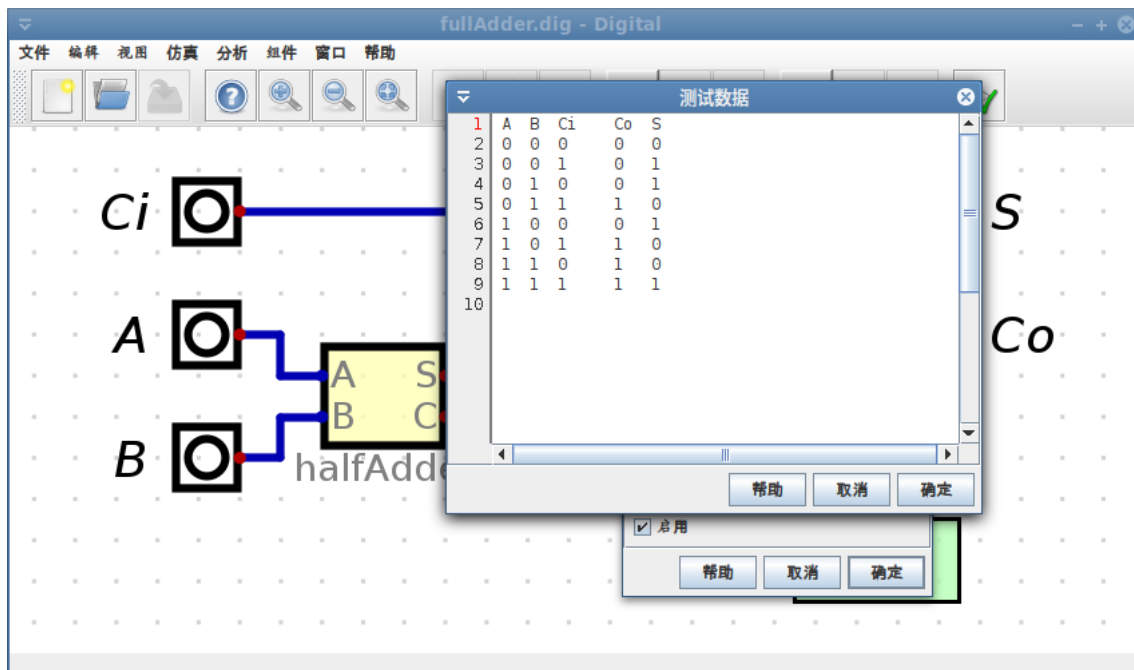 fullAdder.dig - Digital
文件 编辑 视图 仿真 分析 组件 窗口 帮助
测试数据
1 A B Ci Co S
2 0 0 0 0 0
3 0 0 1 0 1
4 0 1 0 0 1
5 0 1 1 1 0
6 1 0 0 0 1
7 1 0 1 1 0
8 1 1 0 1 0
9 1 1 1 1 1
10
帮助 取消 确定
Ci
S
A
Co
A S
B C
B
启用
帮助 取消 确定